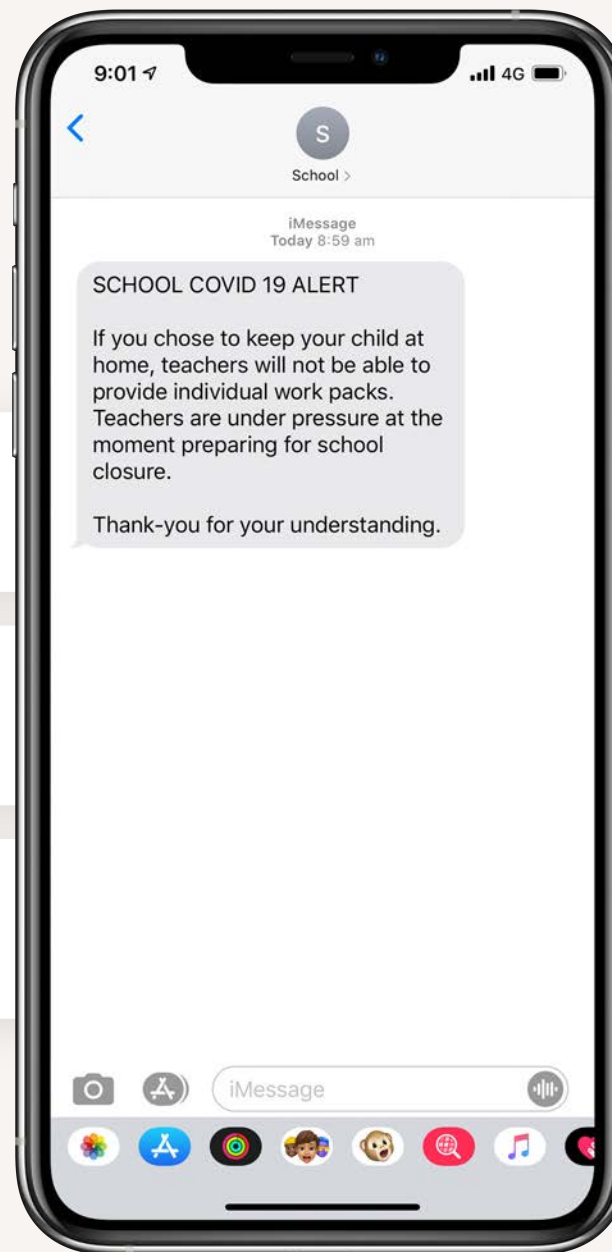 9:01
4G
S
School >
iMessage
Today 8:59 am
SCHOOL COVID 19 ALERT
If you chose to keep your child at
home, teachers will not be able to
provide individual work packs.
Teachers are under pressure at the
moment preparing for school
closure.
Thank-you for your understanding.
iMessage